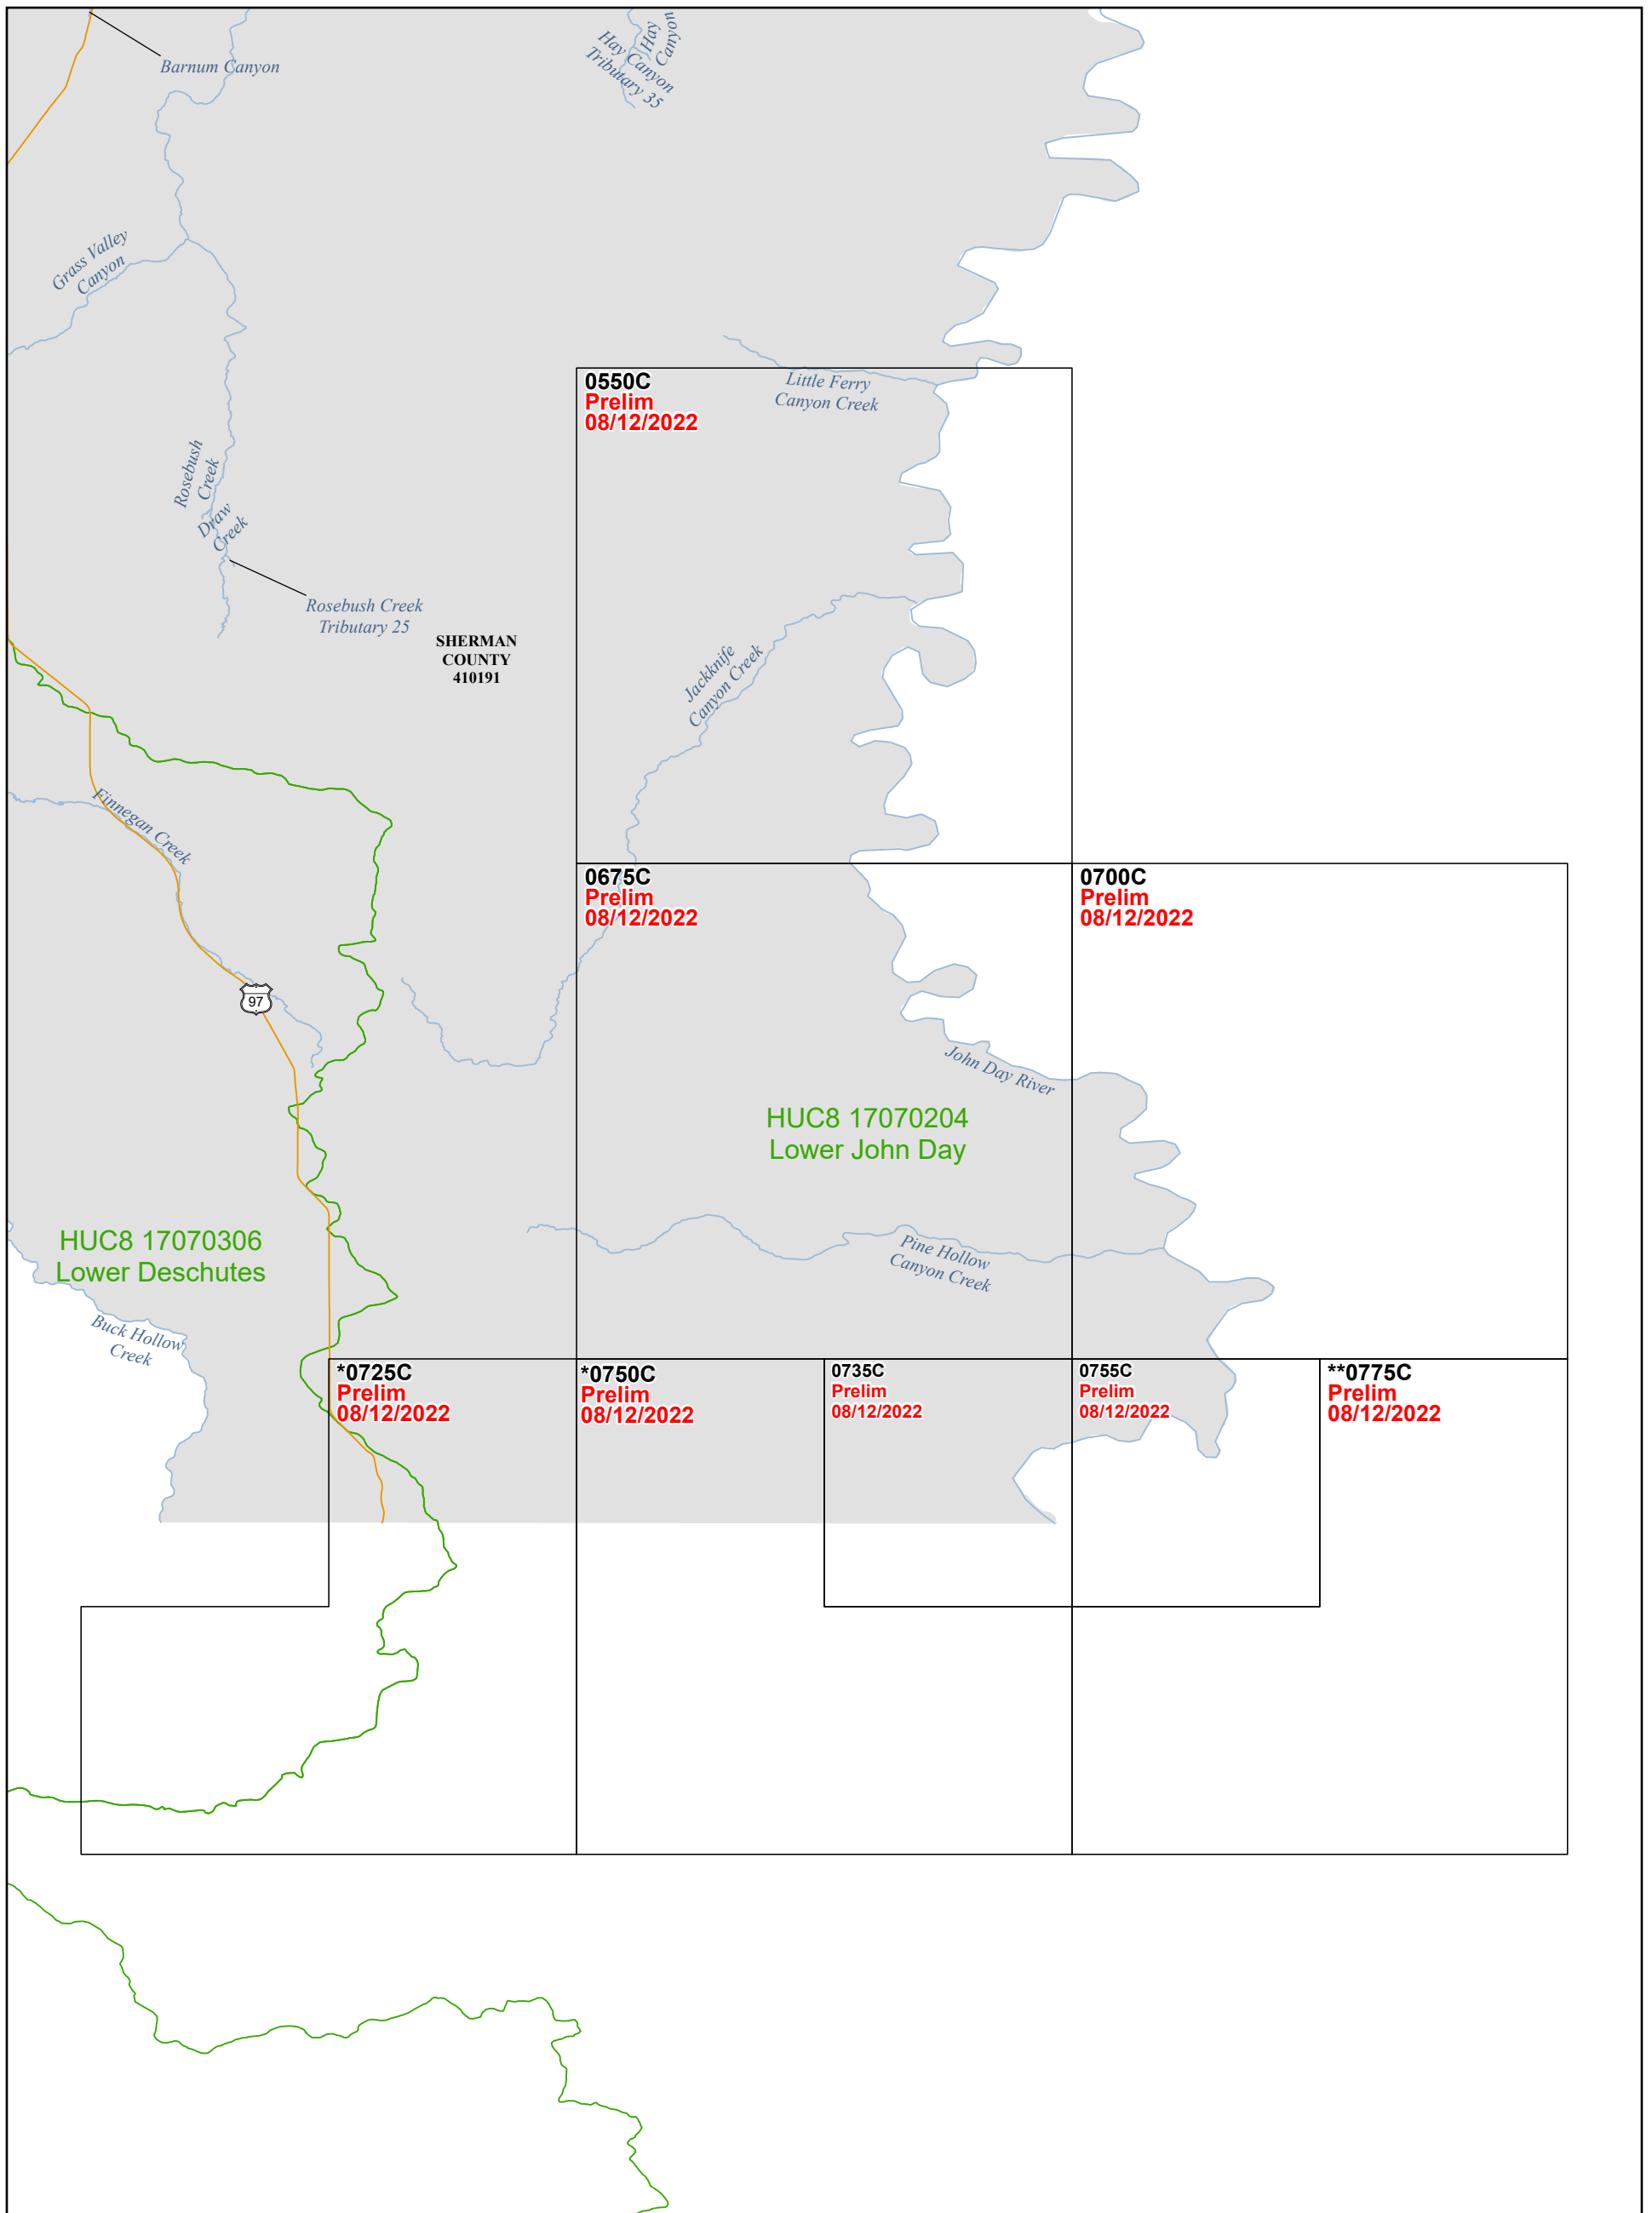 Barnum Canyon
Hay
Canyon
Hay Canyon
Tributary 35
Grass Valley
Canyon
Little Ferry
Canyon Creek
0550C
Prelim
08/12/2022
Rosebush
Creek
Draw
Creek
Rosebush Creek
Tributary 25
SHERMAN
COUNTY
410191
Jackknife
Canyon Creek
Finnegan Creek
0675C
Prelim
08/12/2022
0700C
Prelim
08/12/2022
97
John Day River
HUC8 17070204
Lower John Day
HUC8 17070306
Lower Deschutes
Pine Hollow
Canyon Creek
Buck Hollow
Creek
*0725C
Prelim
08/12/2022
*0750C
Prelim
08/12/2022
0735C
Prelim
08/12/2022
0755C
Prelim
08/12/2022
**0775C
Prelim
08/12/2022